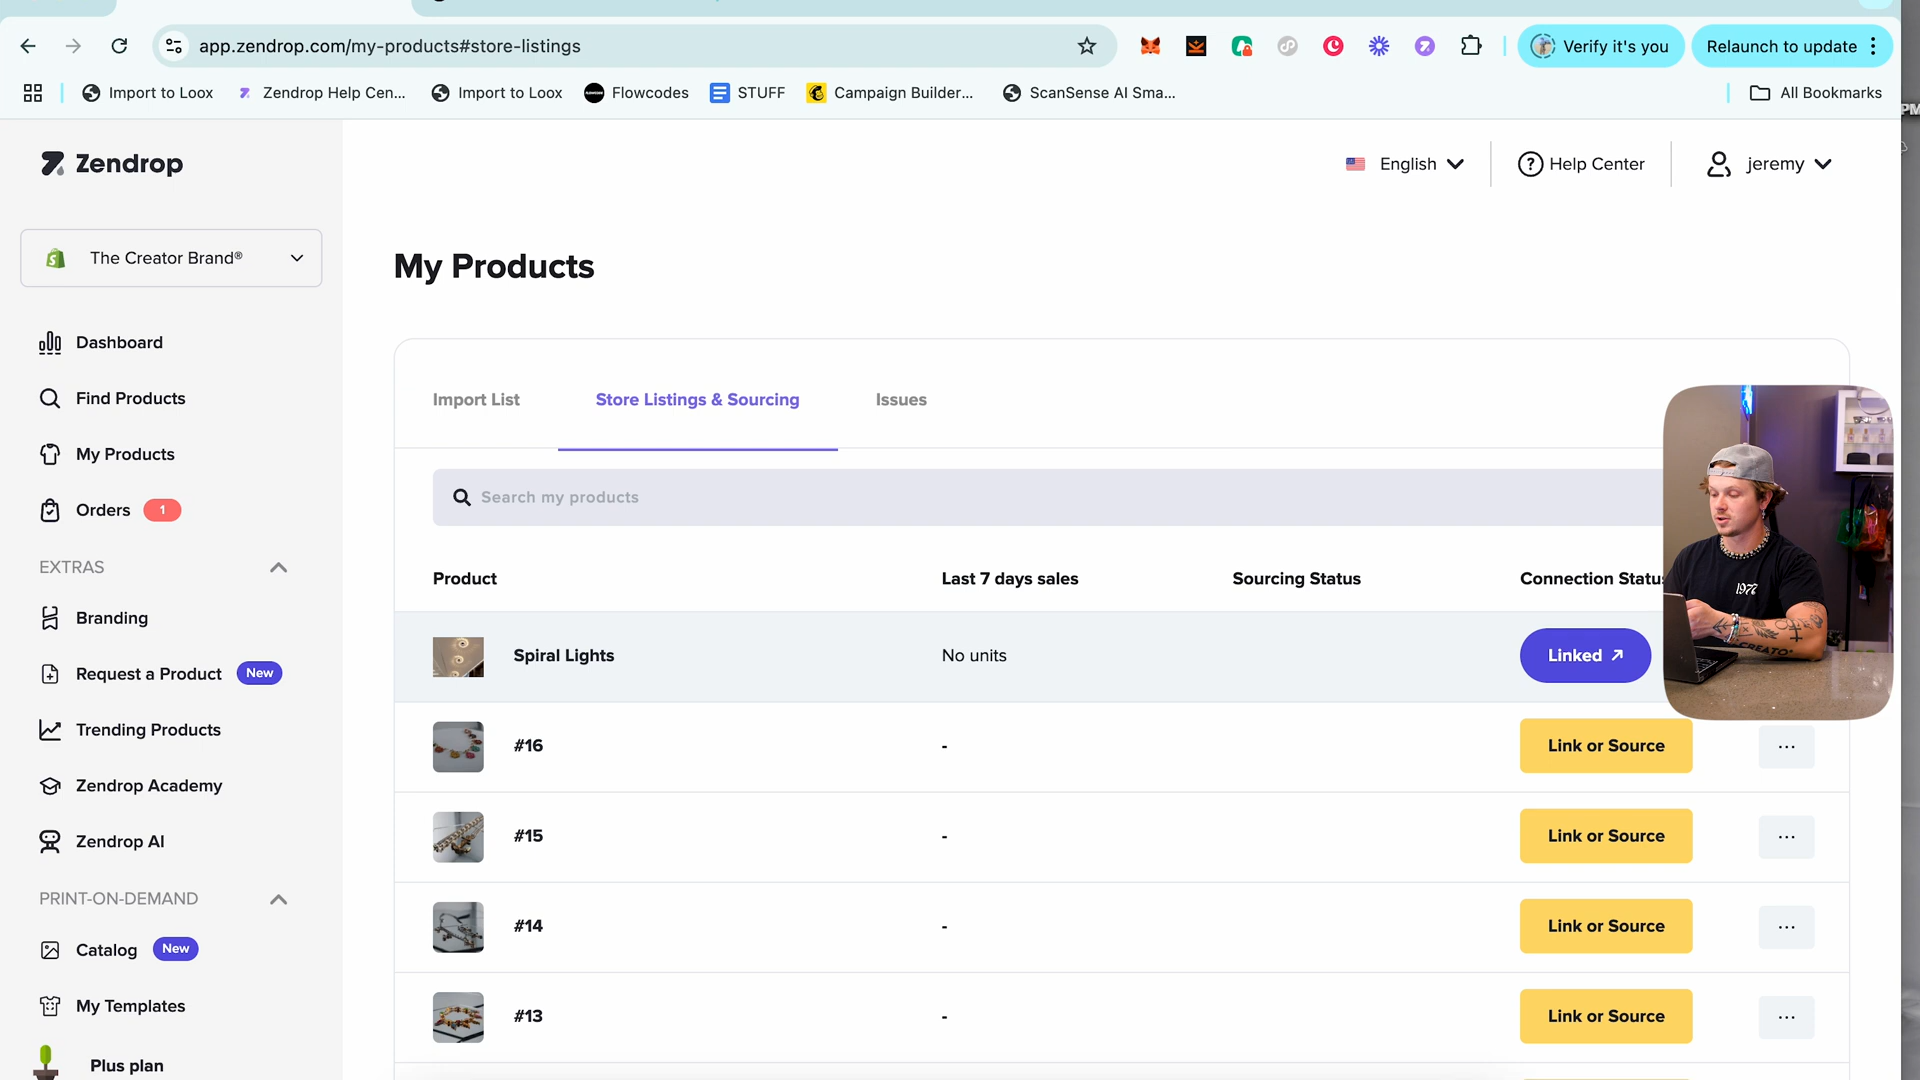 app.zendrop.com/my-products#store-listings
Verify it's you
Relaunch to update
Import to Loox
Zendrop Help Cen...
Import to Loox
Flowcodes
STUFF
Campaign Builder...
ScanSense AI Sma...
All Bookmarks
Zendrop
English
Help Center
jeremy
The Creator Brand®
My Products
Dashboard
Find Products
My Products
Orders 1
EXTRAS
Branding
Request a Product New
Trending Products
Zendrop Academy
Zendrop AI
PRINT-ON-DEMAND
Catalog New
My Templates
Plus plan
Import List
Store Listings & Sourcing
Issues
Search my products
Product
Last 7 days sales
Sourcing Status
Connection Status
Spiral Lights
No units
Linked
#16
-
Link or Source
...
#15
-
Link or Source
...
#14
-
Link or Source
...
#13
-
Link or Source
...
1977
PM